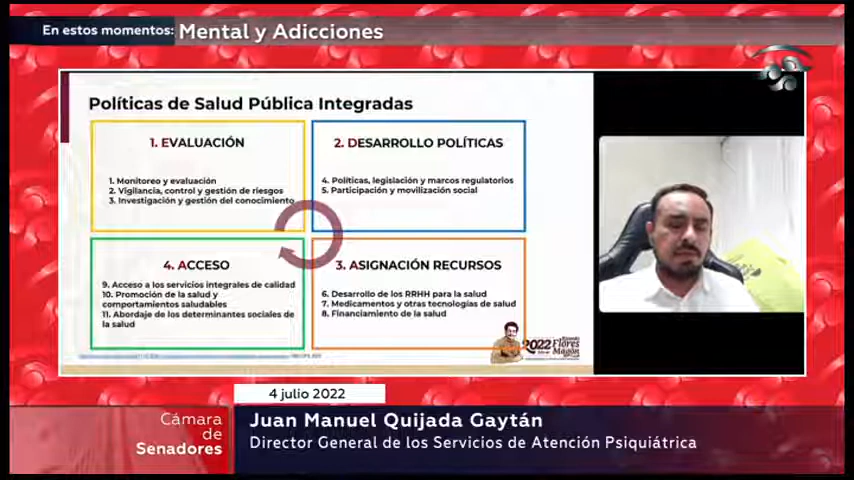 En estos momentos: Mental y Adicciones
Políticas de Salud Pública Integradas
1. EVALUACIÓN
1. Monitoreo y evaluación
2. Vigilancia, control y gestión de riesgos
3. Investigación y gestión del conocimiento
2. DESARROLLO POLÍTICAS
4. Políticas, legislación y marcos regulatorios
5. Participación y movilización social
4. ACCESO
9. Acceso a los servicios integrales de calidad
10. Promoción de la salud y
comportamientos saludables
11. Abordaje de los determinantes sociales de
la salud
3. ASIGNACIÓN RECURSOS
6. Desarrollo de los RRHH para la salud
7. Medicamentos y otras tecnologías de salud
8. Financiamiento de la salud
2022 Flores
Magón
4 julio 2022
Cámara
de
Senadores
Juan Manuel Quijada Gaytán
Director General de los Servicios de Atención Psiquiátrica